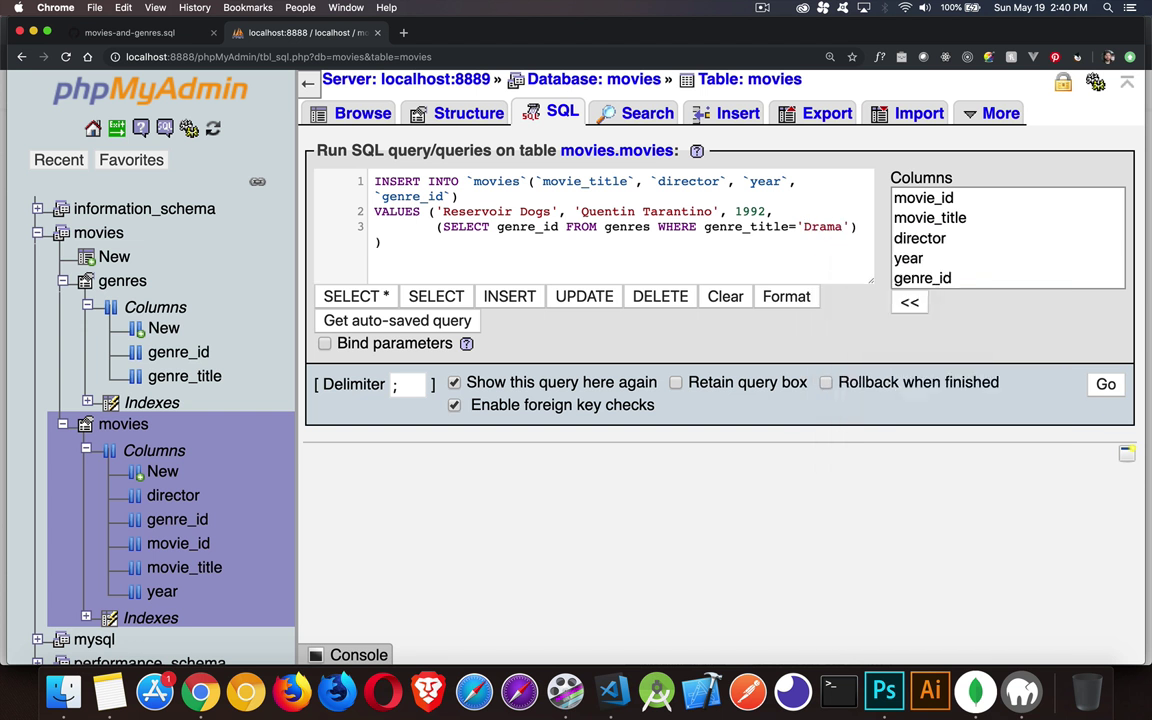 Chrome File Edit View History Bookmarks People Window Help 100% Sun May 19 2:40 PM
movies-and-genres.sql × localhost:8888 / localhost / mo ×
localhost:8888/phpMyAdmin/tbl_sql.php?db=movies&table=movies
phpMyAdmin
Recent Favorites
information_schema
movies
New
genres
Columns
New
genre_id
genre_title
Indexes
movies
Columns
New
director
genre_id
movie_id
movie_title
year
Indexes
mysql
performance_schema
Server: localhost:8889 » Database: movies » Table: movies
Browse Structure SQL Search Insert Export Import More
Run SQL query/queries on table movies.movies:
1 INSERT INTO `movies`(`movie_title`, `director`, `year`,
`genre_id`)
2 VALUES ('Reservoir Dogs', 'Quentin Tarantino', 1992,
3 (SELECT genre_id FROM genres WHERE genre_title='Drama')
)
Columns
movie_id
movie_title
director
year
genre_id
<<
SELECT * SELECT INSERT UPDATE DELETE Clear Format
Get auto-saved query
Bind parameters
[ Delimiter ; ] Show this query here again Retain query box Rollback when finished Go
Enable foreign key checks
Console
1
Ps Ai